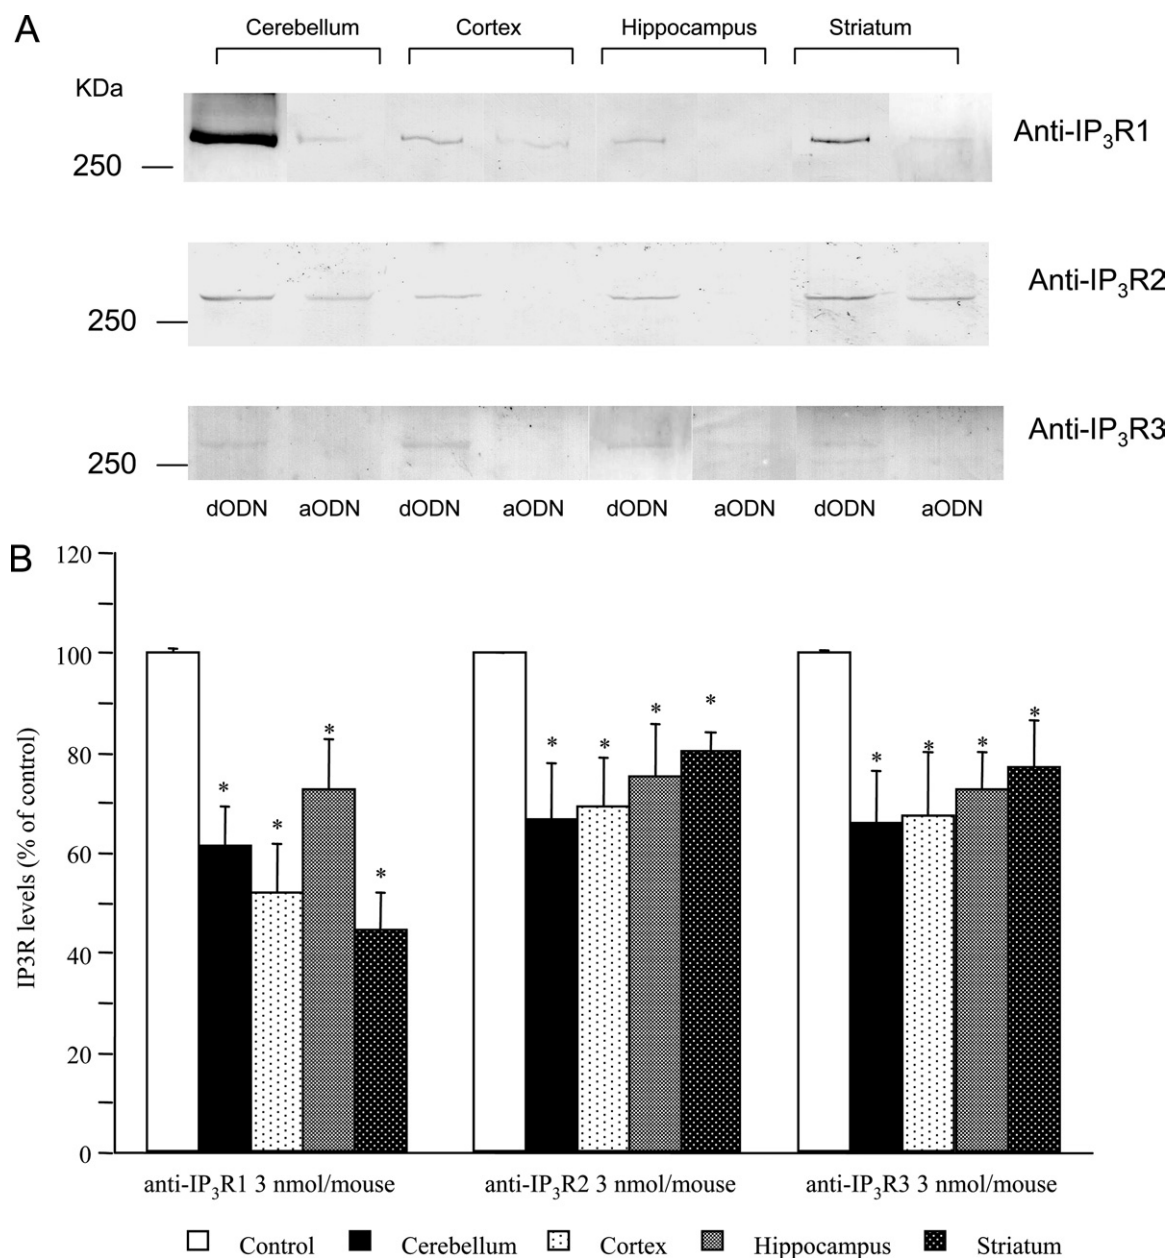 A
Cerebellum Cortex Hippocampus Striatum
KDa
250
Anti-IP₃R1
250
Anti-IP₃R2
250
Anti-IP₃R3
dODN aODN dODN aODN dODN aODN dODN aODN
B
IP3R levels (% of control)
120
100
80
60
40
20
0
* * * *
* * * *
* * * *
anti-IP₃R1 3 nmol/mouse anti-IP₃R2 3 nmol/mouse anti-IP₃R3 3 nmol/mouse
Control Cerebellum Cortex Hippocampus Striatum